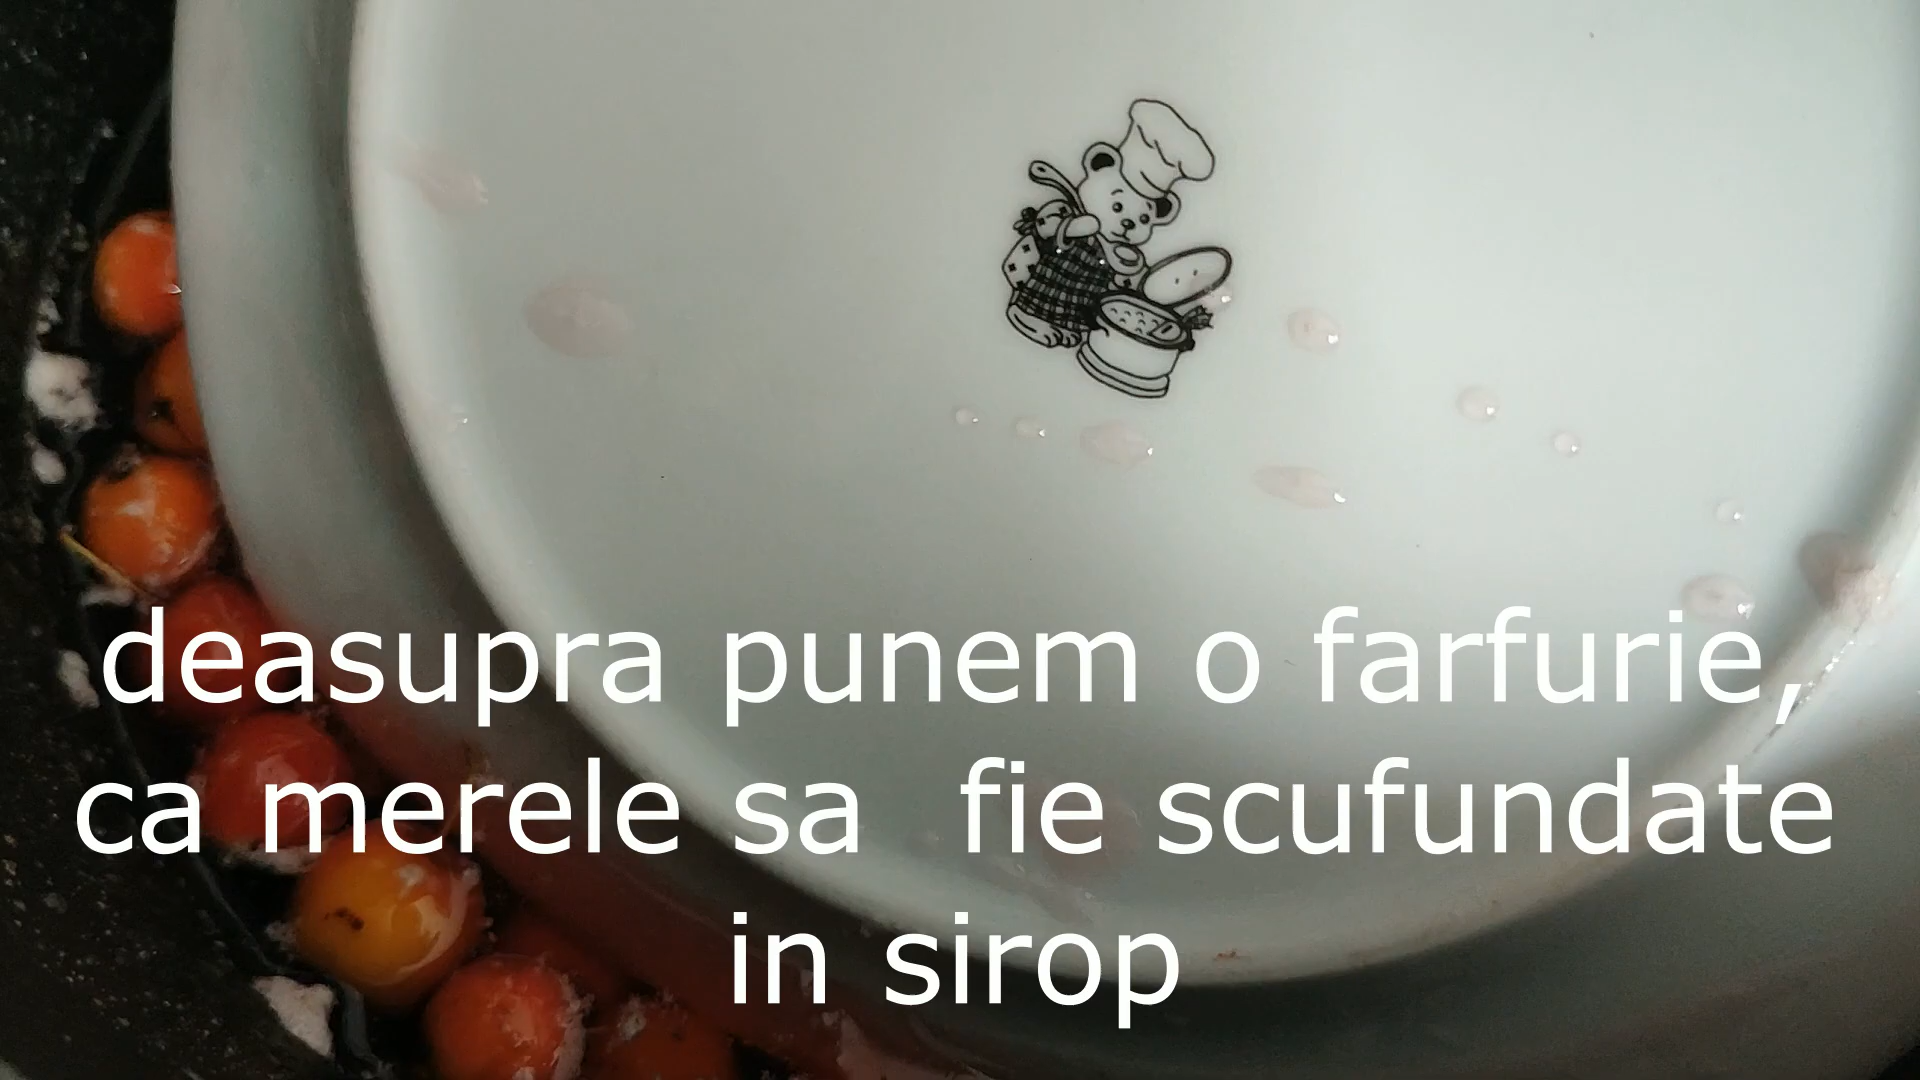 deasupra punem o farfurie,
ca merele sa fie scufundate
in sirop